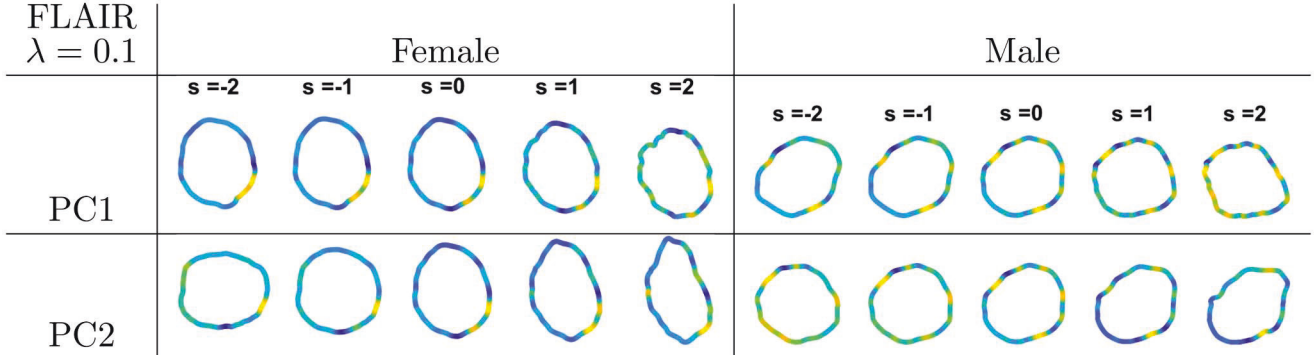 FLAIR
λ = 0.1
Female
Male
s =-2 s =-1 s =0 s =1 s =2
s =-2 s =-1 s =0 s =1 s =2
PC1
PC2